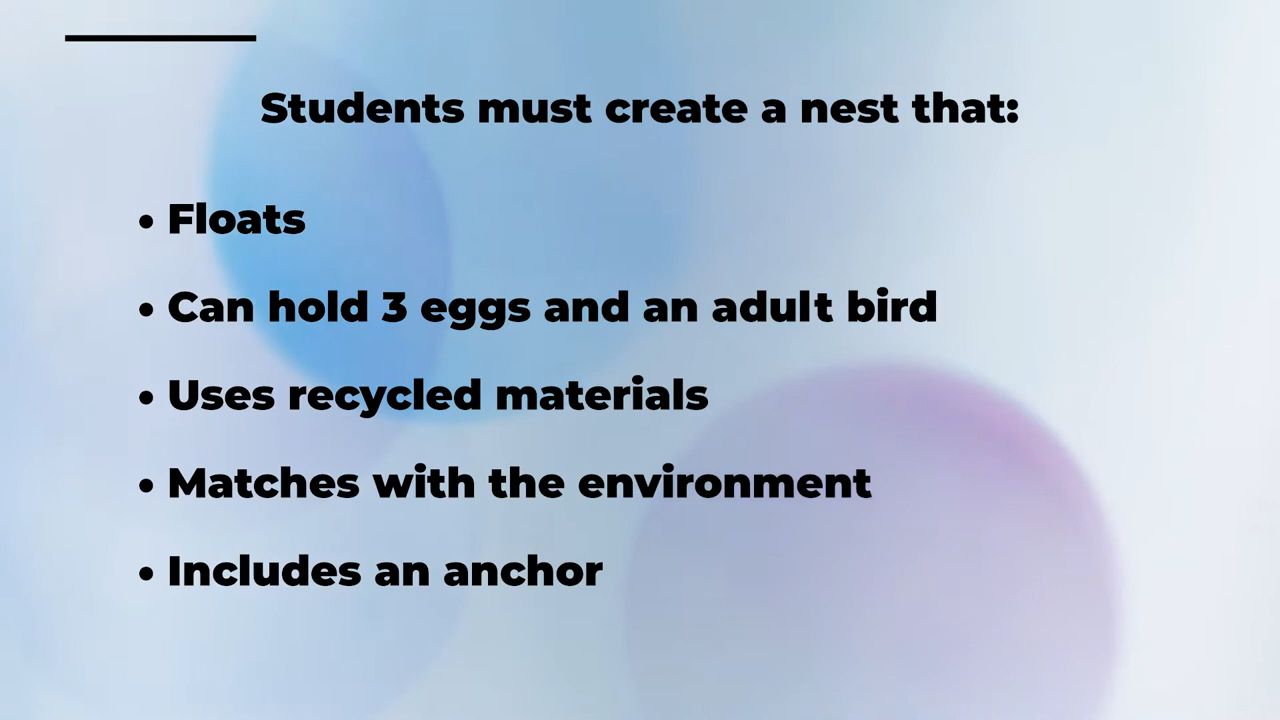 Students must create a nest that:
• Floats
• Can hold 3 eggs and an adult bird
• Uses recycled materials
• Matches with the environment
• Includes an anchor